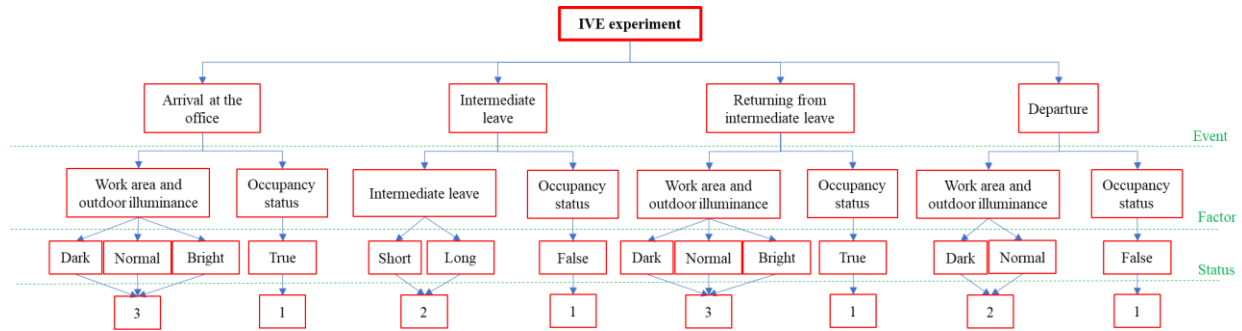 IVE experiment
Arrival at the
office
Intermediate
leave
Returning from
intermediate leave
Departure
Event
Work area and
outdoor illuminance
Occupancy
status
Intermediate leave
Occupancy
status
Work area and
outdoor illuminance
Occupancy
status
Work area and
outdoor illuminance
Occupancy
status
Factor
Dark
Normal
Bright
True
Short
Long
False
Dark
Normal
Bright
True
Dark
Normal
False
Status
3
1
2
1
3
1
2
1